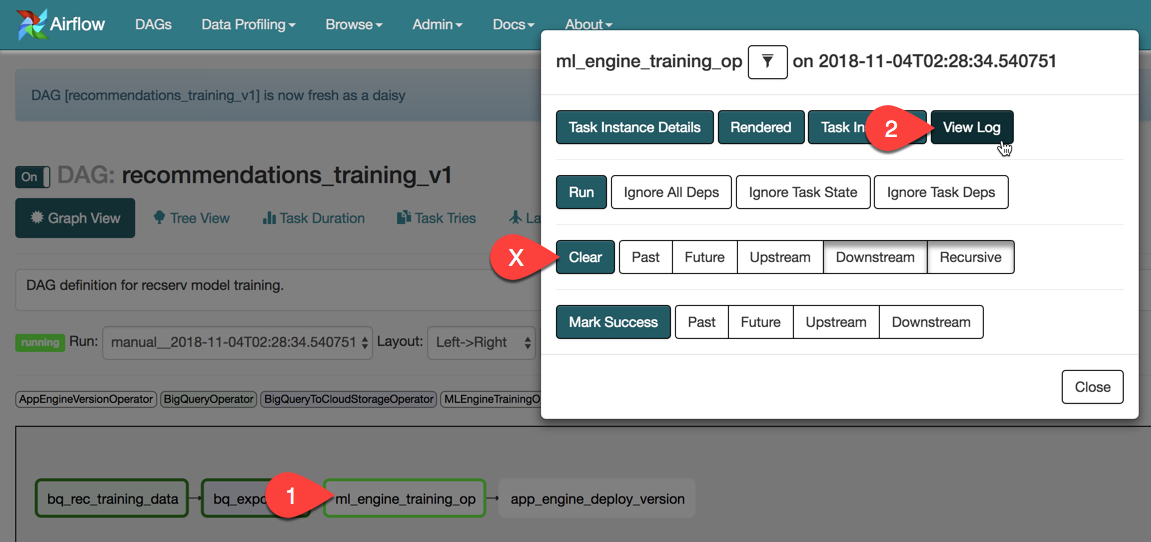 Airflow DAGs Data Profiling Browse Admin Docs About
ml_engine_training_op on 2018-11-04T02:28:34.540751
DAG [recommendations_training_v1] is now fresh as a daisy
Task Instance Details Rendered Task In 2 View Log
On DAG: recommendations_training_v1
Run Ignore All Deps Ignore Task State Ignore Task Deps
Graph View Tree View Task Duration Task Tries La
X Clear Past Future Upstream Downstream Recursive
DAG definition for recserv model training.
Mark Success Past Future Upstream Downstream
running Run: manual__2018-11-04T02:28:34.540751 Layout: Left->Right
Close
AppEngineVersionOperator BigQueryOperator BigQueryToCloudStorageOperator MLEngineTrainingO
bq_rec_training_data bq_expo 1 ml_engine_training_op app_engine_deploy_version